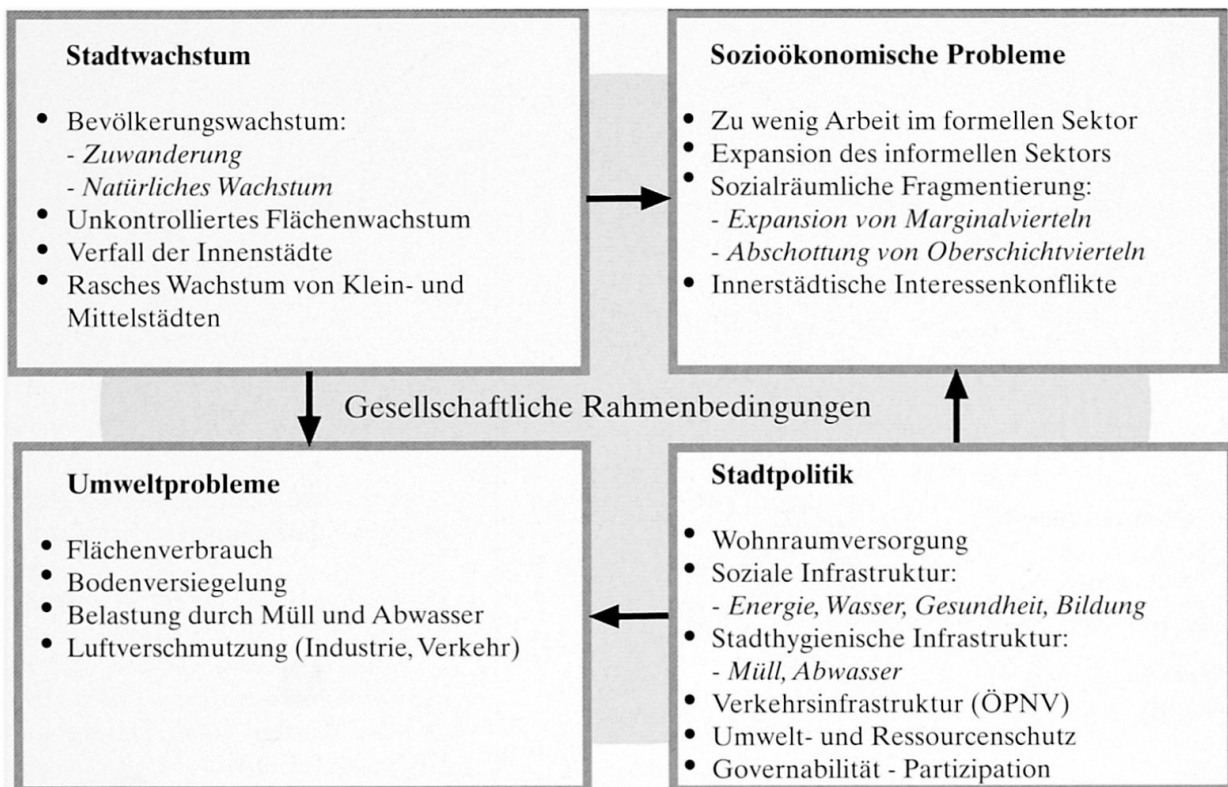 Stadtwachstum
• Bevölkerungswachstum:
- Zuwanderung
- Natürliches Wachstum
• Unkontrolliertes Flächenwachstum
• Verfall der Innenstädte
• Rasches Wachstum von Klein- und
Mittelstädten
Sozioökonomische Probleme
• Zu wenig Arbeit im formellen Sektor
• Expansion des informellen Sektors
• Sozialräumliche Fragmentierung:
- Expansion von Marginalvierteln
- Abschottung von Oberschichtvierteln
• Innerstädtische Interessenkonflikte
Gesellschaftliche Rahmenbedingungen
Umweltprobleme
• Flächenverbrauch
• Bodenversiegelung
• Belastung durch Müll und Abwasser
• Luftverschmutzung (Industrie, Verkehr)
Stadtpolitik
• Wohnraumversorgung
• Soziale Infrastruktur:
- Energie, Wasser, Gesundheit, Bildung
• Stadthygienische Infrastruktur:
- Müll, Abwasser
• Verkehrsinfrastruktur (ÖPNV)
• Umwelt- und Ressourcenschutz
• Governabilität - Partizipation